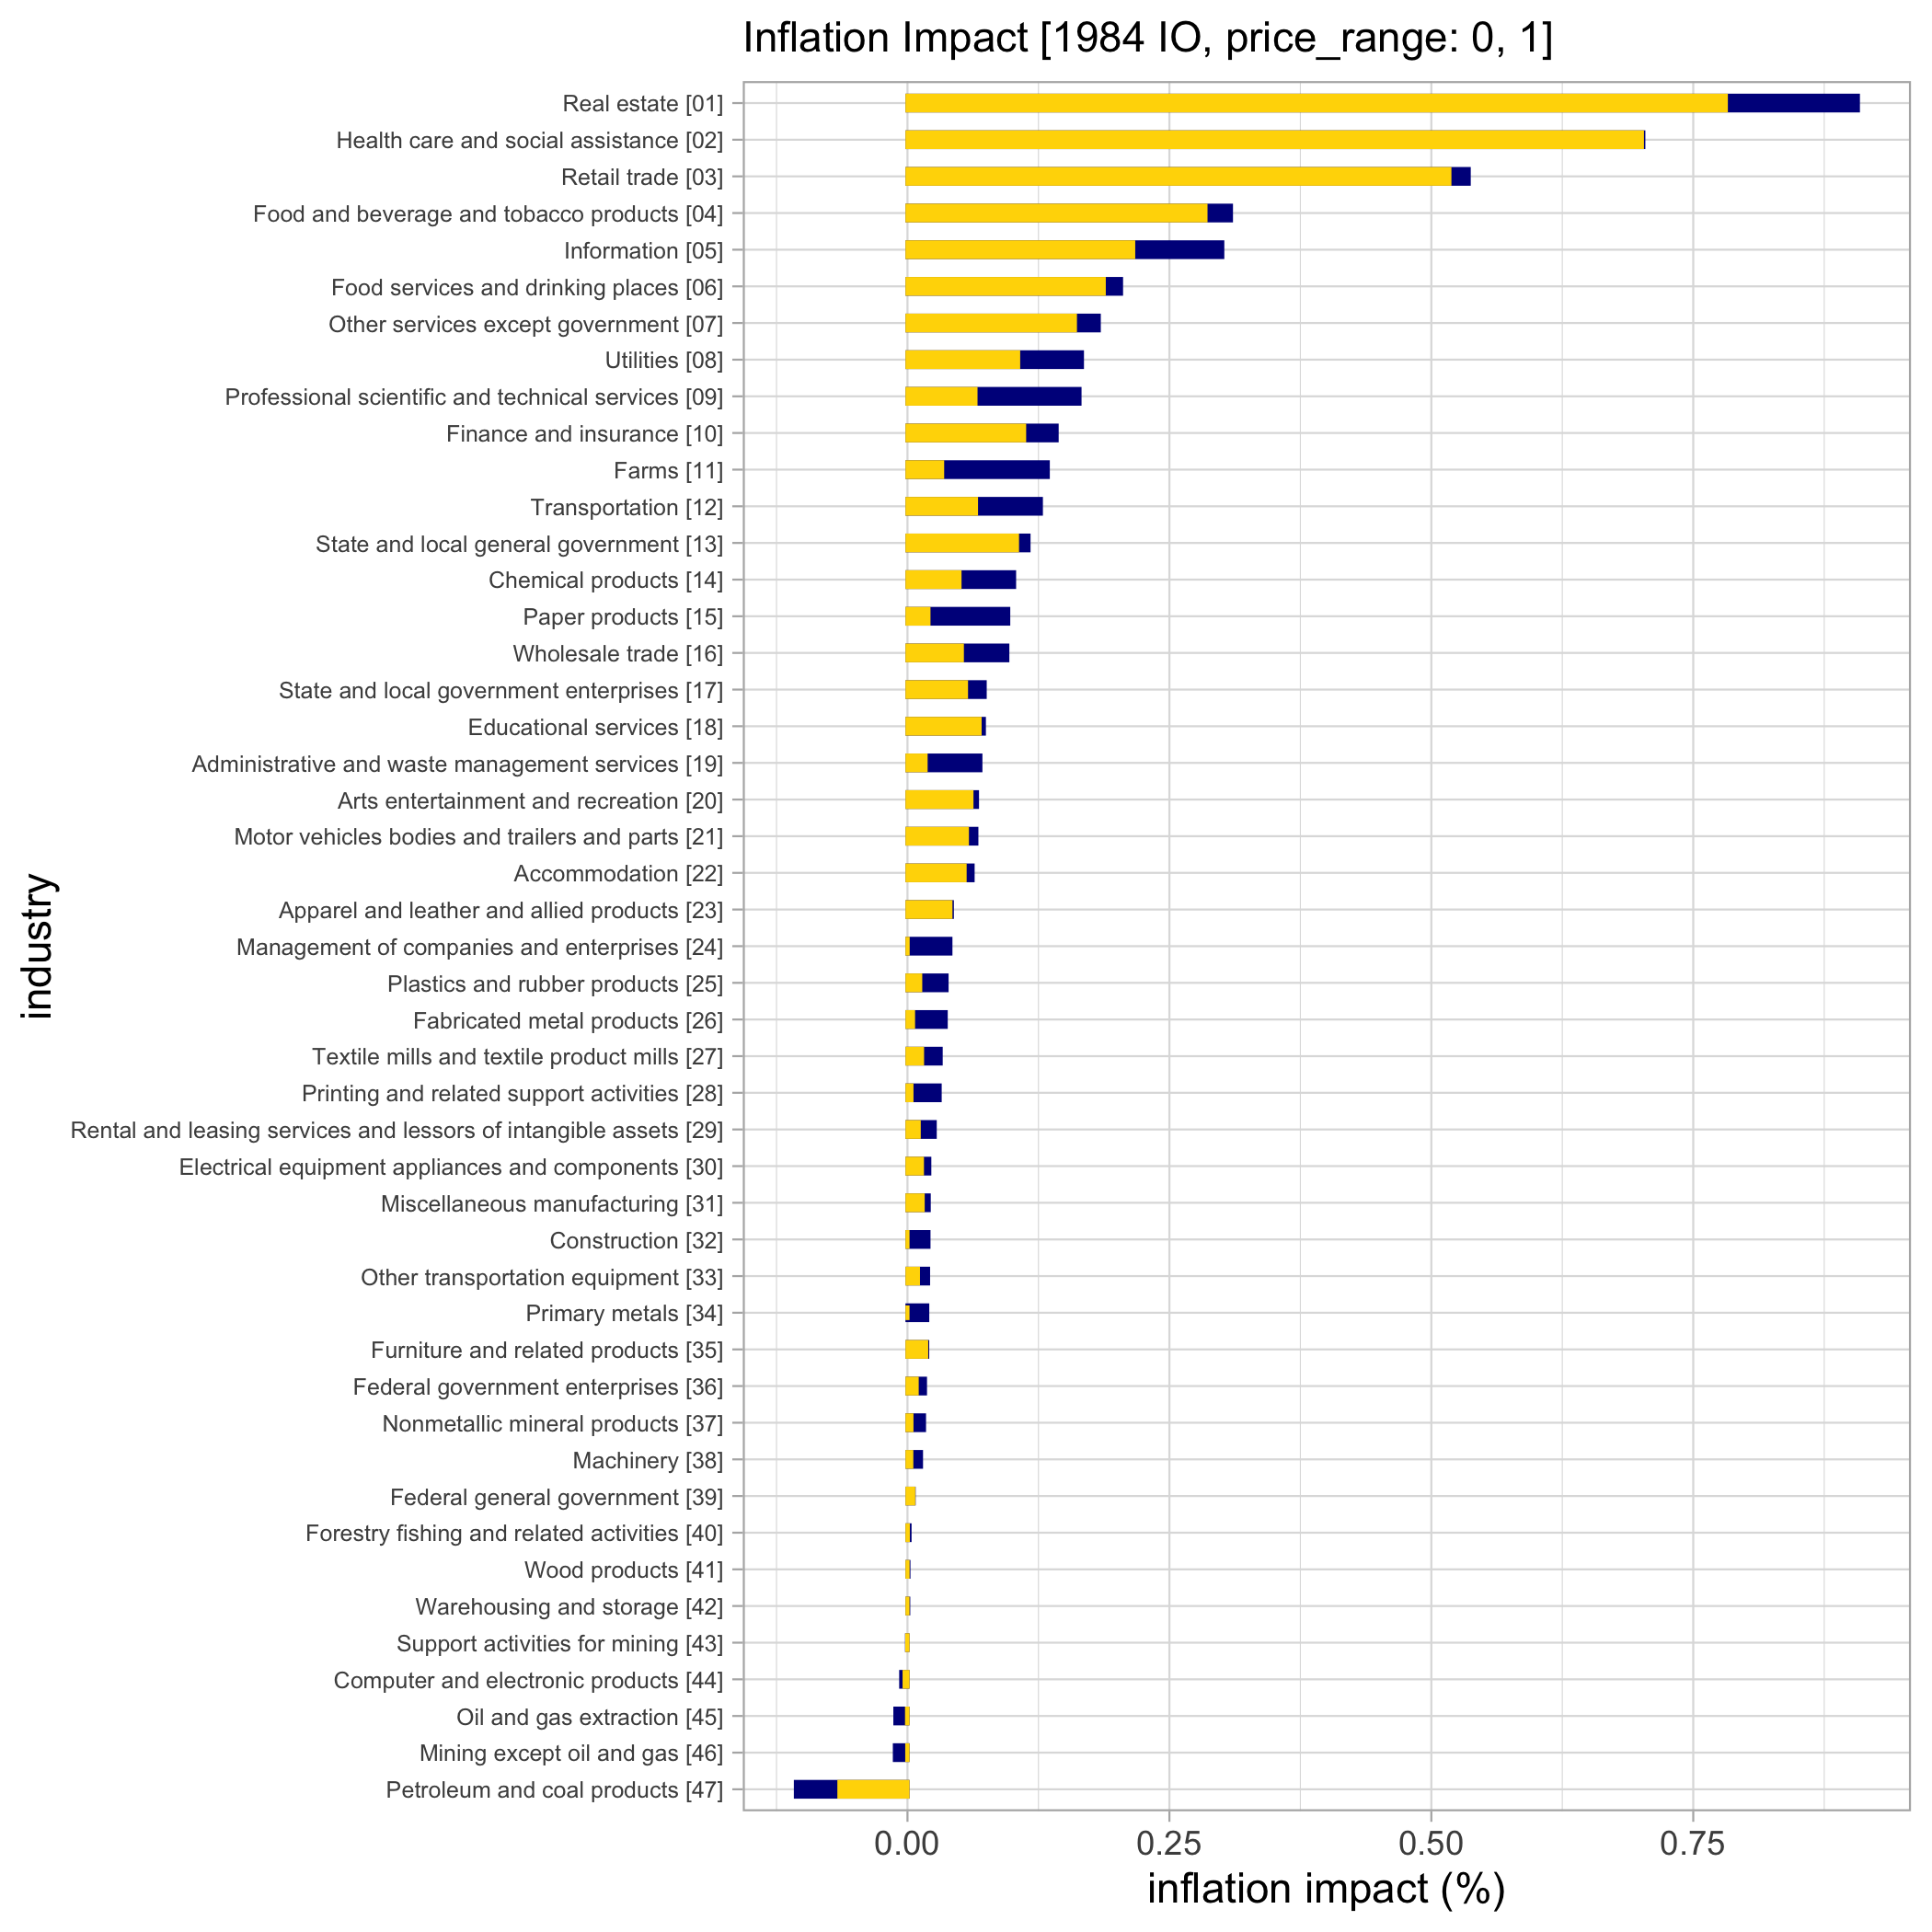 Inflation Impact [1984 IO, price_range: 0, 1]
industry
Real estate [01]
Health care and social assistance [02]
Retail trade [03]
Food and beverage and tobacco products [04]
Information [05]
Food services and drinking places [06]
Other services except government [07]
Utilities [08]
Professional scientific and technical services [09]
Finance and insurance [10]
Farms [11]
Transportation [12]
State and local general government [13]
Chemical products [14]
Paper products [15]
Wholesale trade [16]
State and local government enterprises [17]
Educational services [18]
Administrative and waste management services [19]
Arts entertainment and recreation [20]
Motor vehicles bodies and trailers and parts [21]
Accommodation [22]
Apparel and leather and allied products [23]
Management of companies and enterprises [24]
Plastics and rubber products [25]
Fabricated metal products [26]
Textile mills and textile product mills [27]
Printing and related support activities [28]
Rental and leasing services and lessors of intangible assets [29]
Electrical equipment appliances and components [30]
Miscellaneous manufacturing [31]
Construction [32]
Other transportation equipment [33]
Primary metals [34]
Furniture and related products [35]
Federal government enterprises [36]
Nonmetallic mineral products [37]
Machinery [38]
Federal general government [39]
Forestry fishing and related activities [40]
Wood products [41]
Warehousing and storage [42]
Support activities for mining [43]
Computer and electronic products [44]
Oil and gas extraction [45]
Mining except oil and gas [46]
Petroleum and coal products [47]
0.00 0.25 0.50 0.75
inflation impact (%)